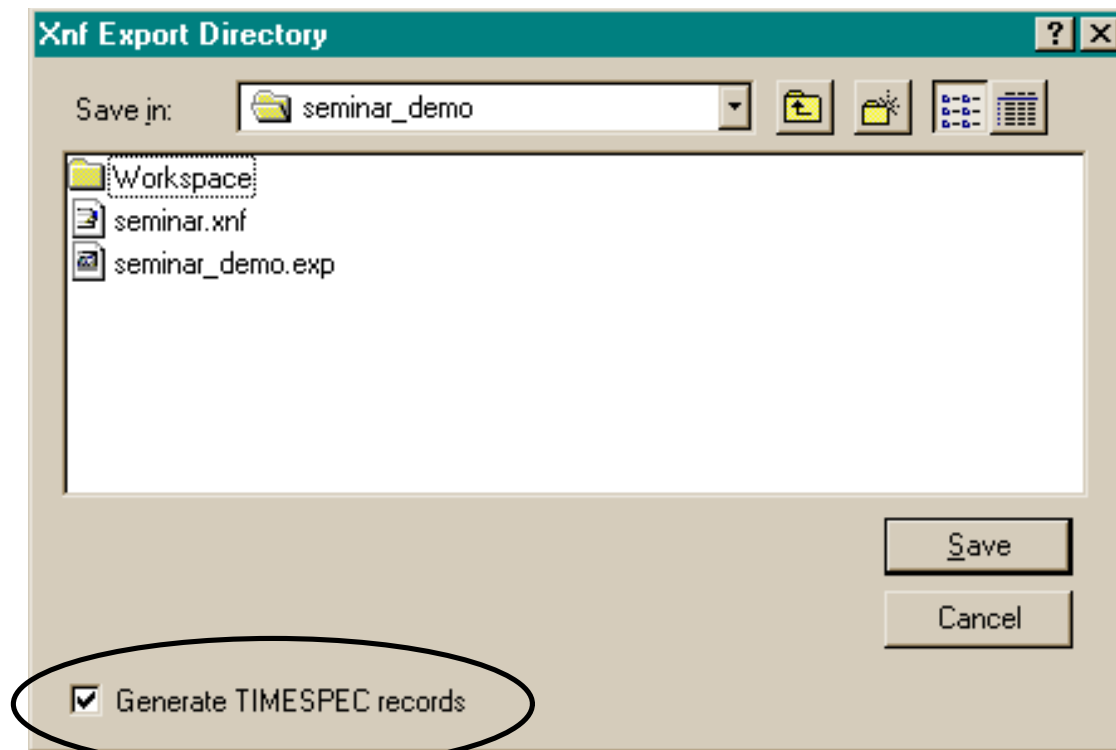 Xnf Export Directory
Save in: seminar_demo
Workspace
seminar.xnf
seminar_demo.exp
Save
Cancel
Generate TIMESPEC records